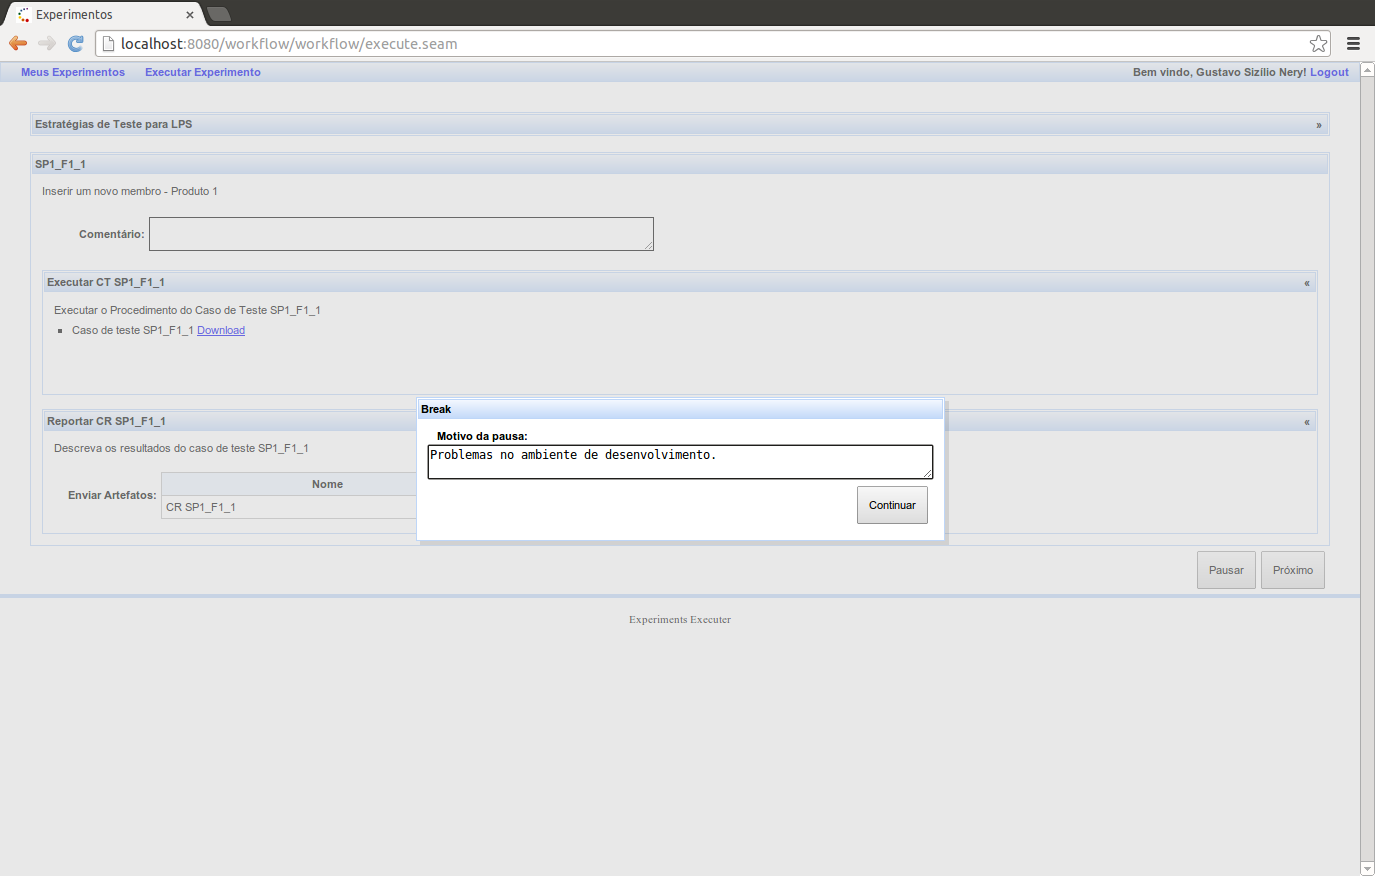 Experimentos
localhost:8080/workflow/workflow/execute.seam
Meus Experimentos Executar Experimento Bem vindo, Gustavo Sizílio Nery! Logout
Estratégias de Teste para LPS »
SP1_F1_1
Inserir um novo membro - Produto 1
Comentário:
Executar CT SP1_F1_1 «
Executar o Procedimento do Caso de Teste SP1_F1_1
Caso de teste SP1_F1_1 Download
Break
Reportar CR SP1_F1_1 «
Motivo da pausa:
Descreva os resultados do caso de teste SP1_F1_1
Problemas no ambiente de desenvolvimento.
Nome
Enviar Artefatos:
CR SP1_F1_1
Continuar
Pausar Próximo
Experiments Executer